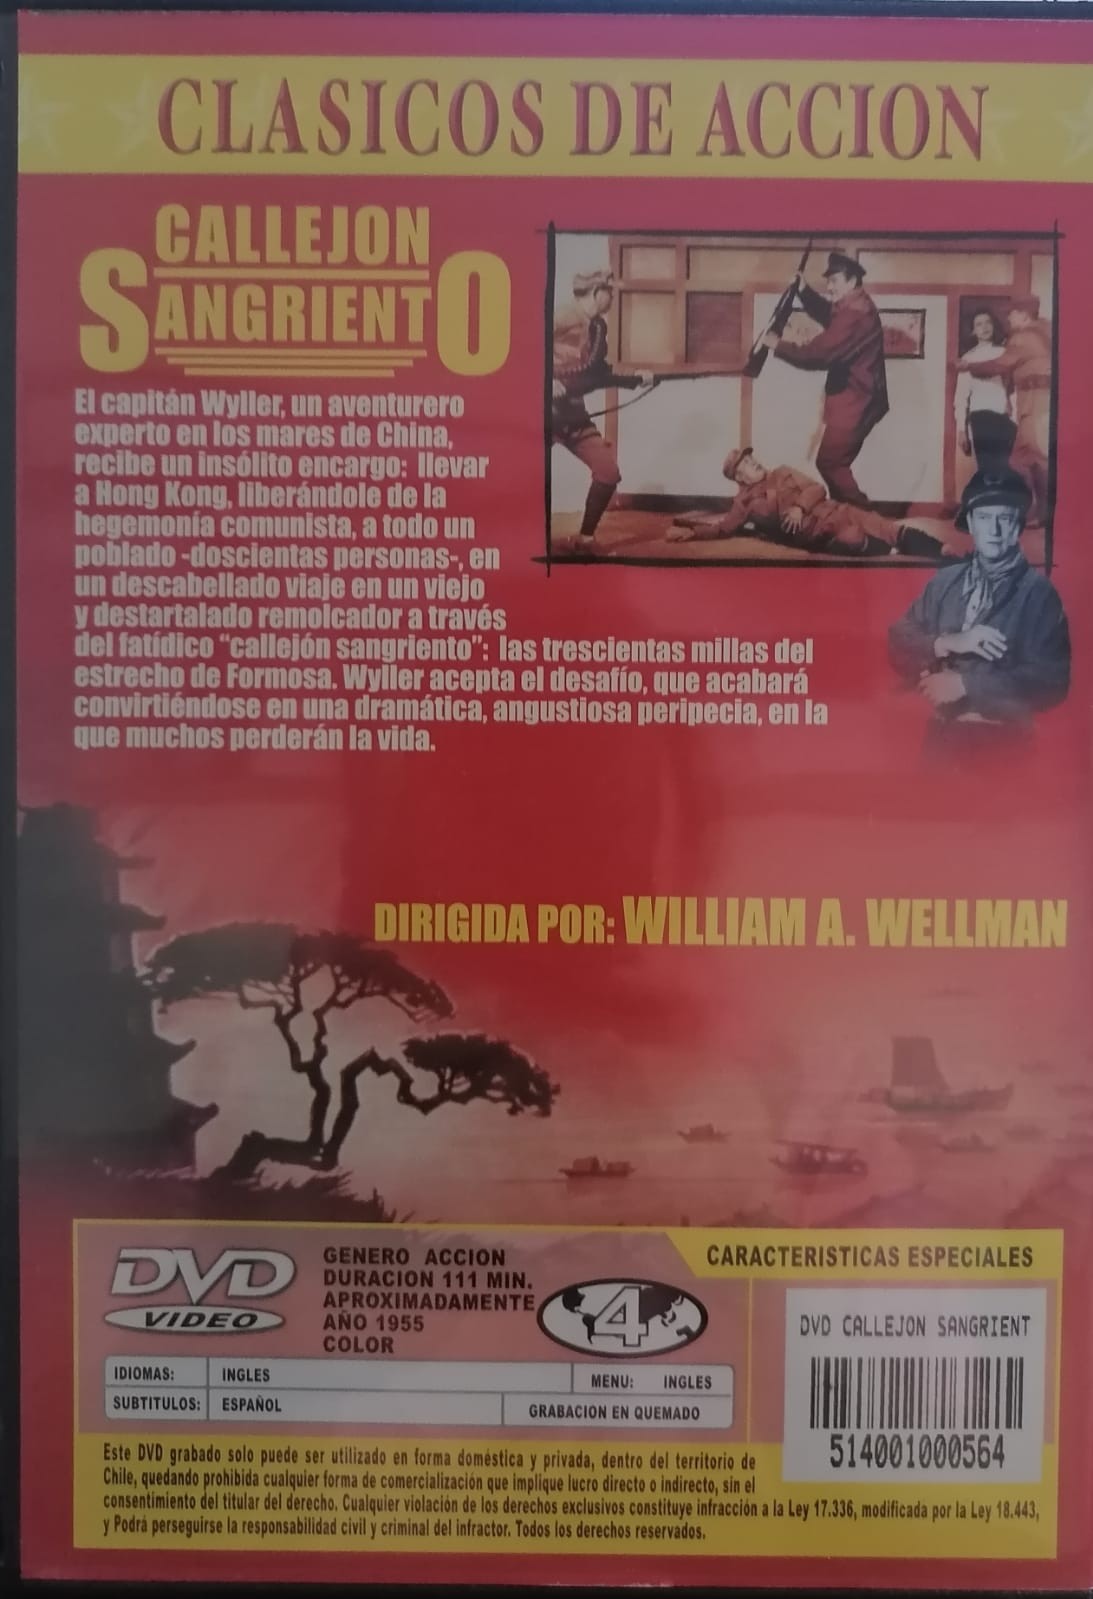 CLASICOS DE ACCION
CALLEJON
SANGRIENTO
El capitán Wyller, un aventurero
experto en los mares de China,
recibe un insólito encargo: llevar
a Hong Kong, liberándole de la
hegemonía comunista, a todo un
poblado -doscientas personas-, en
un descabellado viaje en un viejo
y destartalado remolcador a través
del fatídico “callejón sangriento”: las trescientas millas del
estrecho de Formosa. Wyller acepta el desafío, que acabará
convirtiéndose en una dramática, angustiosa peripecia, en la
que muchos perderán la vida.
DIRIGIDA POR: WILLIAM A. WELLMAN
DVD
VIDEO
GENERO ACCION
DURACION 111 MIN.
APROXIMADAMENTE
AÑO 1955
COLOR
4
CARACTERISTICAS ESPECIALES
DVD CALLEJON SANGRIENT
514001000564
IDIOMAS: INGLES
MENU: INGLES
SUBTITULOS: ESPAÑOL
GRABACION EN QUEMADO
Este DVD grabado solo puede ser utilizado en forma doméstica y privada, dentro del territorio de
Chile, quedando prohibida cualquier forma de comercialización que implique lucro directo o indirecto, sin el
consentimiento del titular del derecho. Cualquier violación de los derechos exclusivos constituye infracción a la Ley 17.336, modificada por la Ley 18.443,
y Podrá perseguirse la responsabilidad civil y criminal del infractor. Todos los derechos reservados.